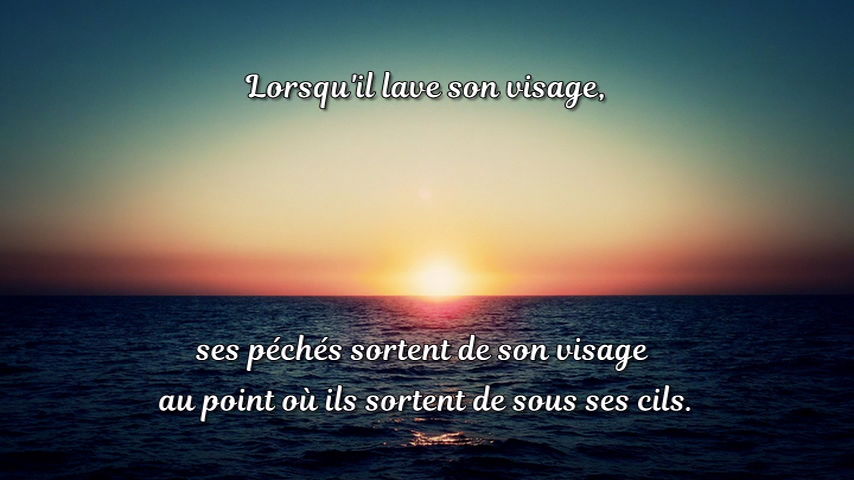 Lorsqu'il lave son visage,
ses péchés sortent de son visage
au point où ils sortent de sous ses cils.